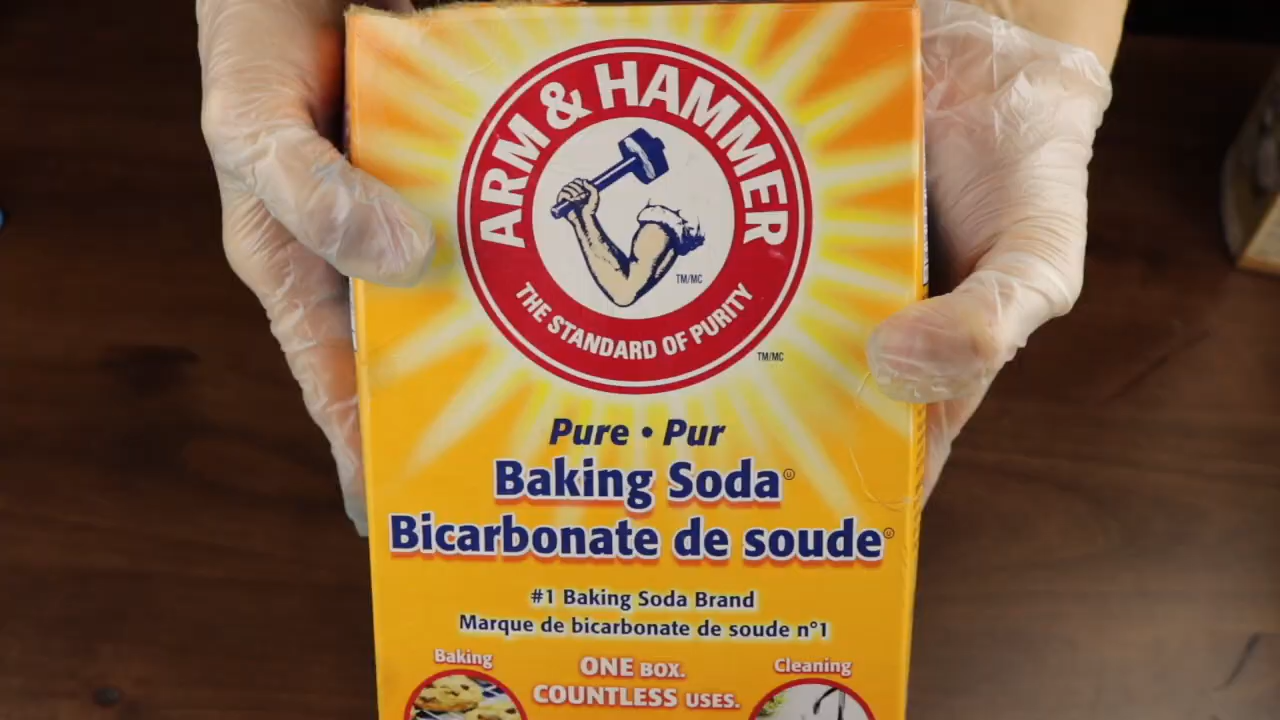 ARM & HAMMER
TM/MC
THE STANDARD OF PURITY
TM/MC
Pure • Pur
Baking Soda
Bicarbonate de soude
#1 Baking Soda Brand
Marque de bicarbonate de soude n°1
Baking
ONE BOX.
COUNTLESS USES.
Cleaning